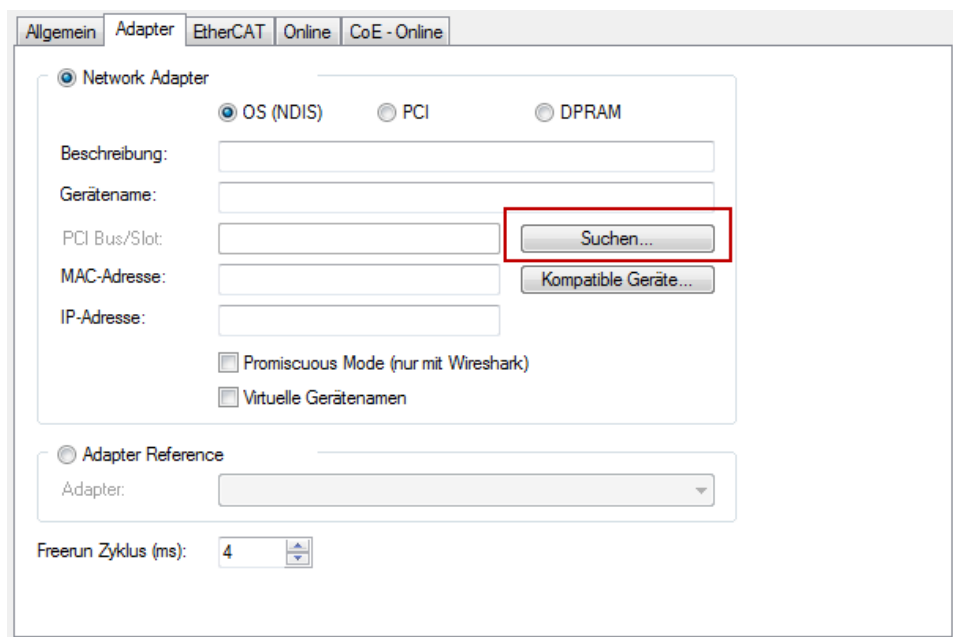 Allgemein Adapter EtherCAT Online CoE - Online
Network Adapter
OS (NDIS) PCI DPRAM
Beschreibung:
Gerätename:
PCI Bus/Slot: Suchen...
MAC-Adresse: Kompatible Geräte...
IP-Adresse:
Promiscuous Mode (nur mit Wireshark)
Virtuelle Gerätenamen
Adapter Reference
Adapter:
Freerun Zyklus (ms): 4